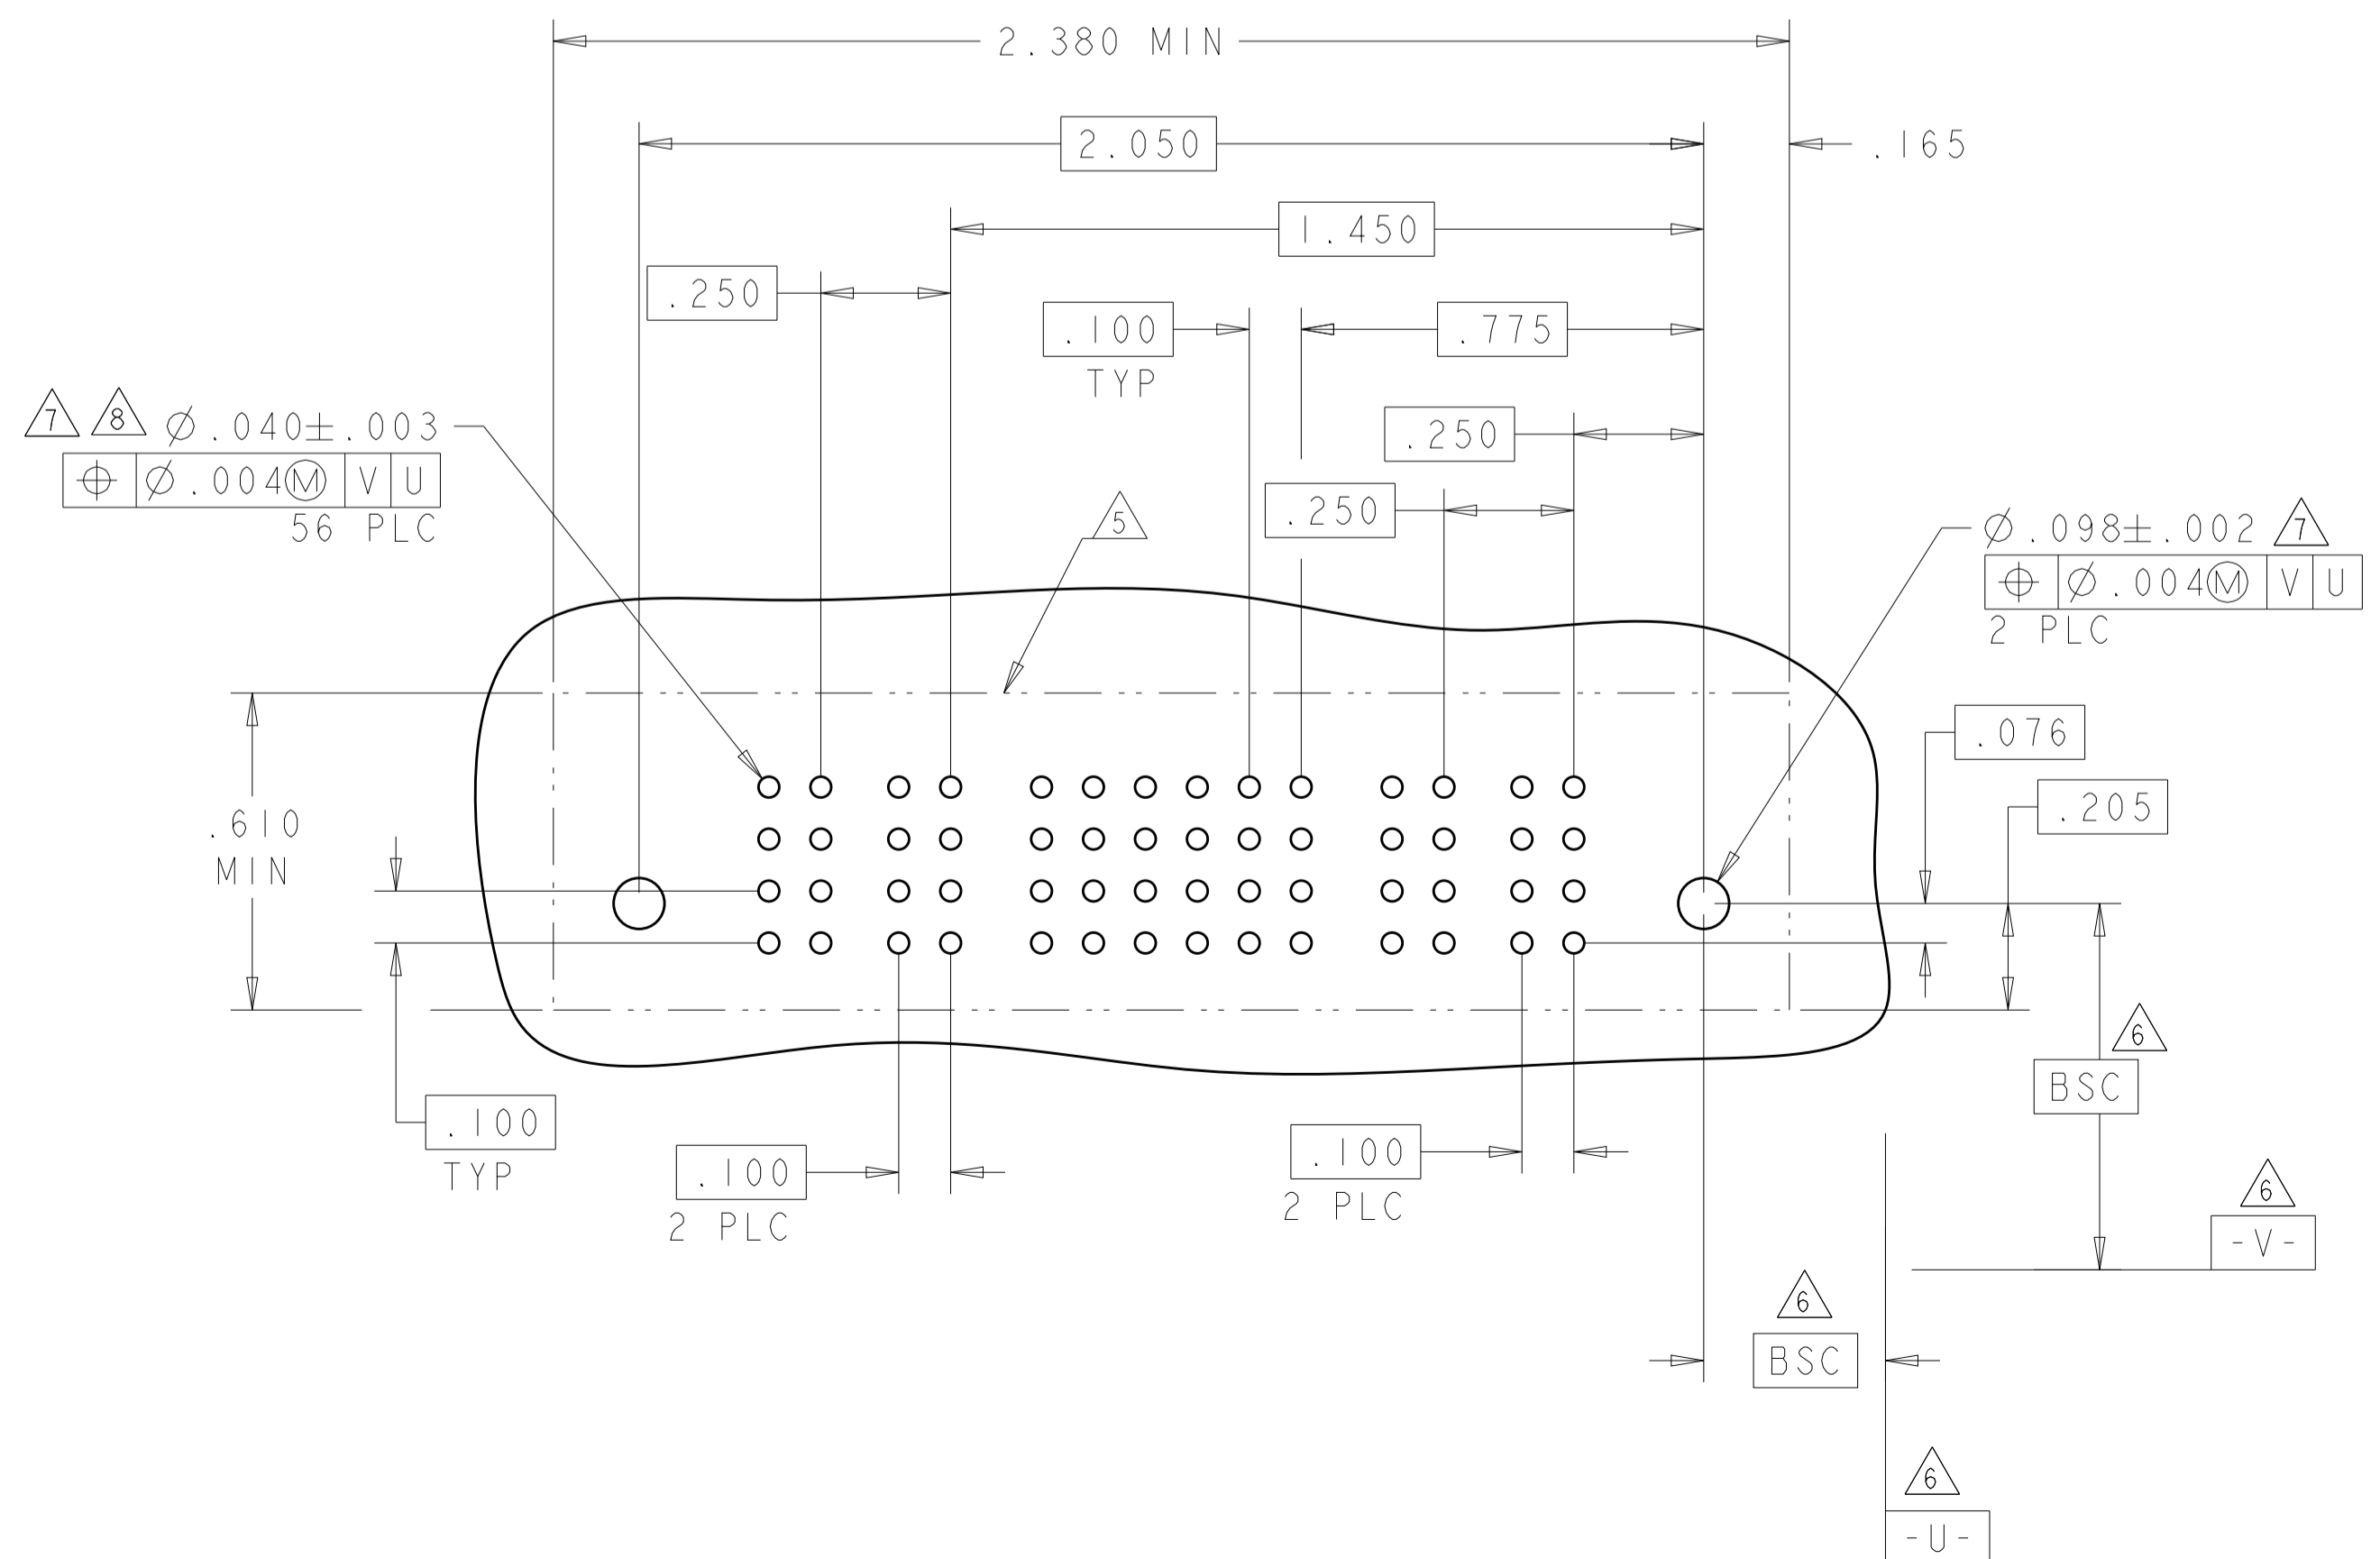 2.380 MIN
2.050
.165
1.450
.250
.100
TYP
.775
7 8 Ø.040±.003
⌖ Ø.004Ⓜ V U
56 PLC
.250
.250
5
Ø.098±.002 7
⌖ Ø.004Ⓜ V U
2 PLC
.076
.205
.610
MIN
6
BSC
.100
TYP
.100
2 PLC
.100
2 PLC
6
-V-
6
BSC
6
-U-